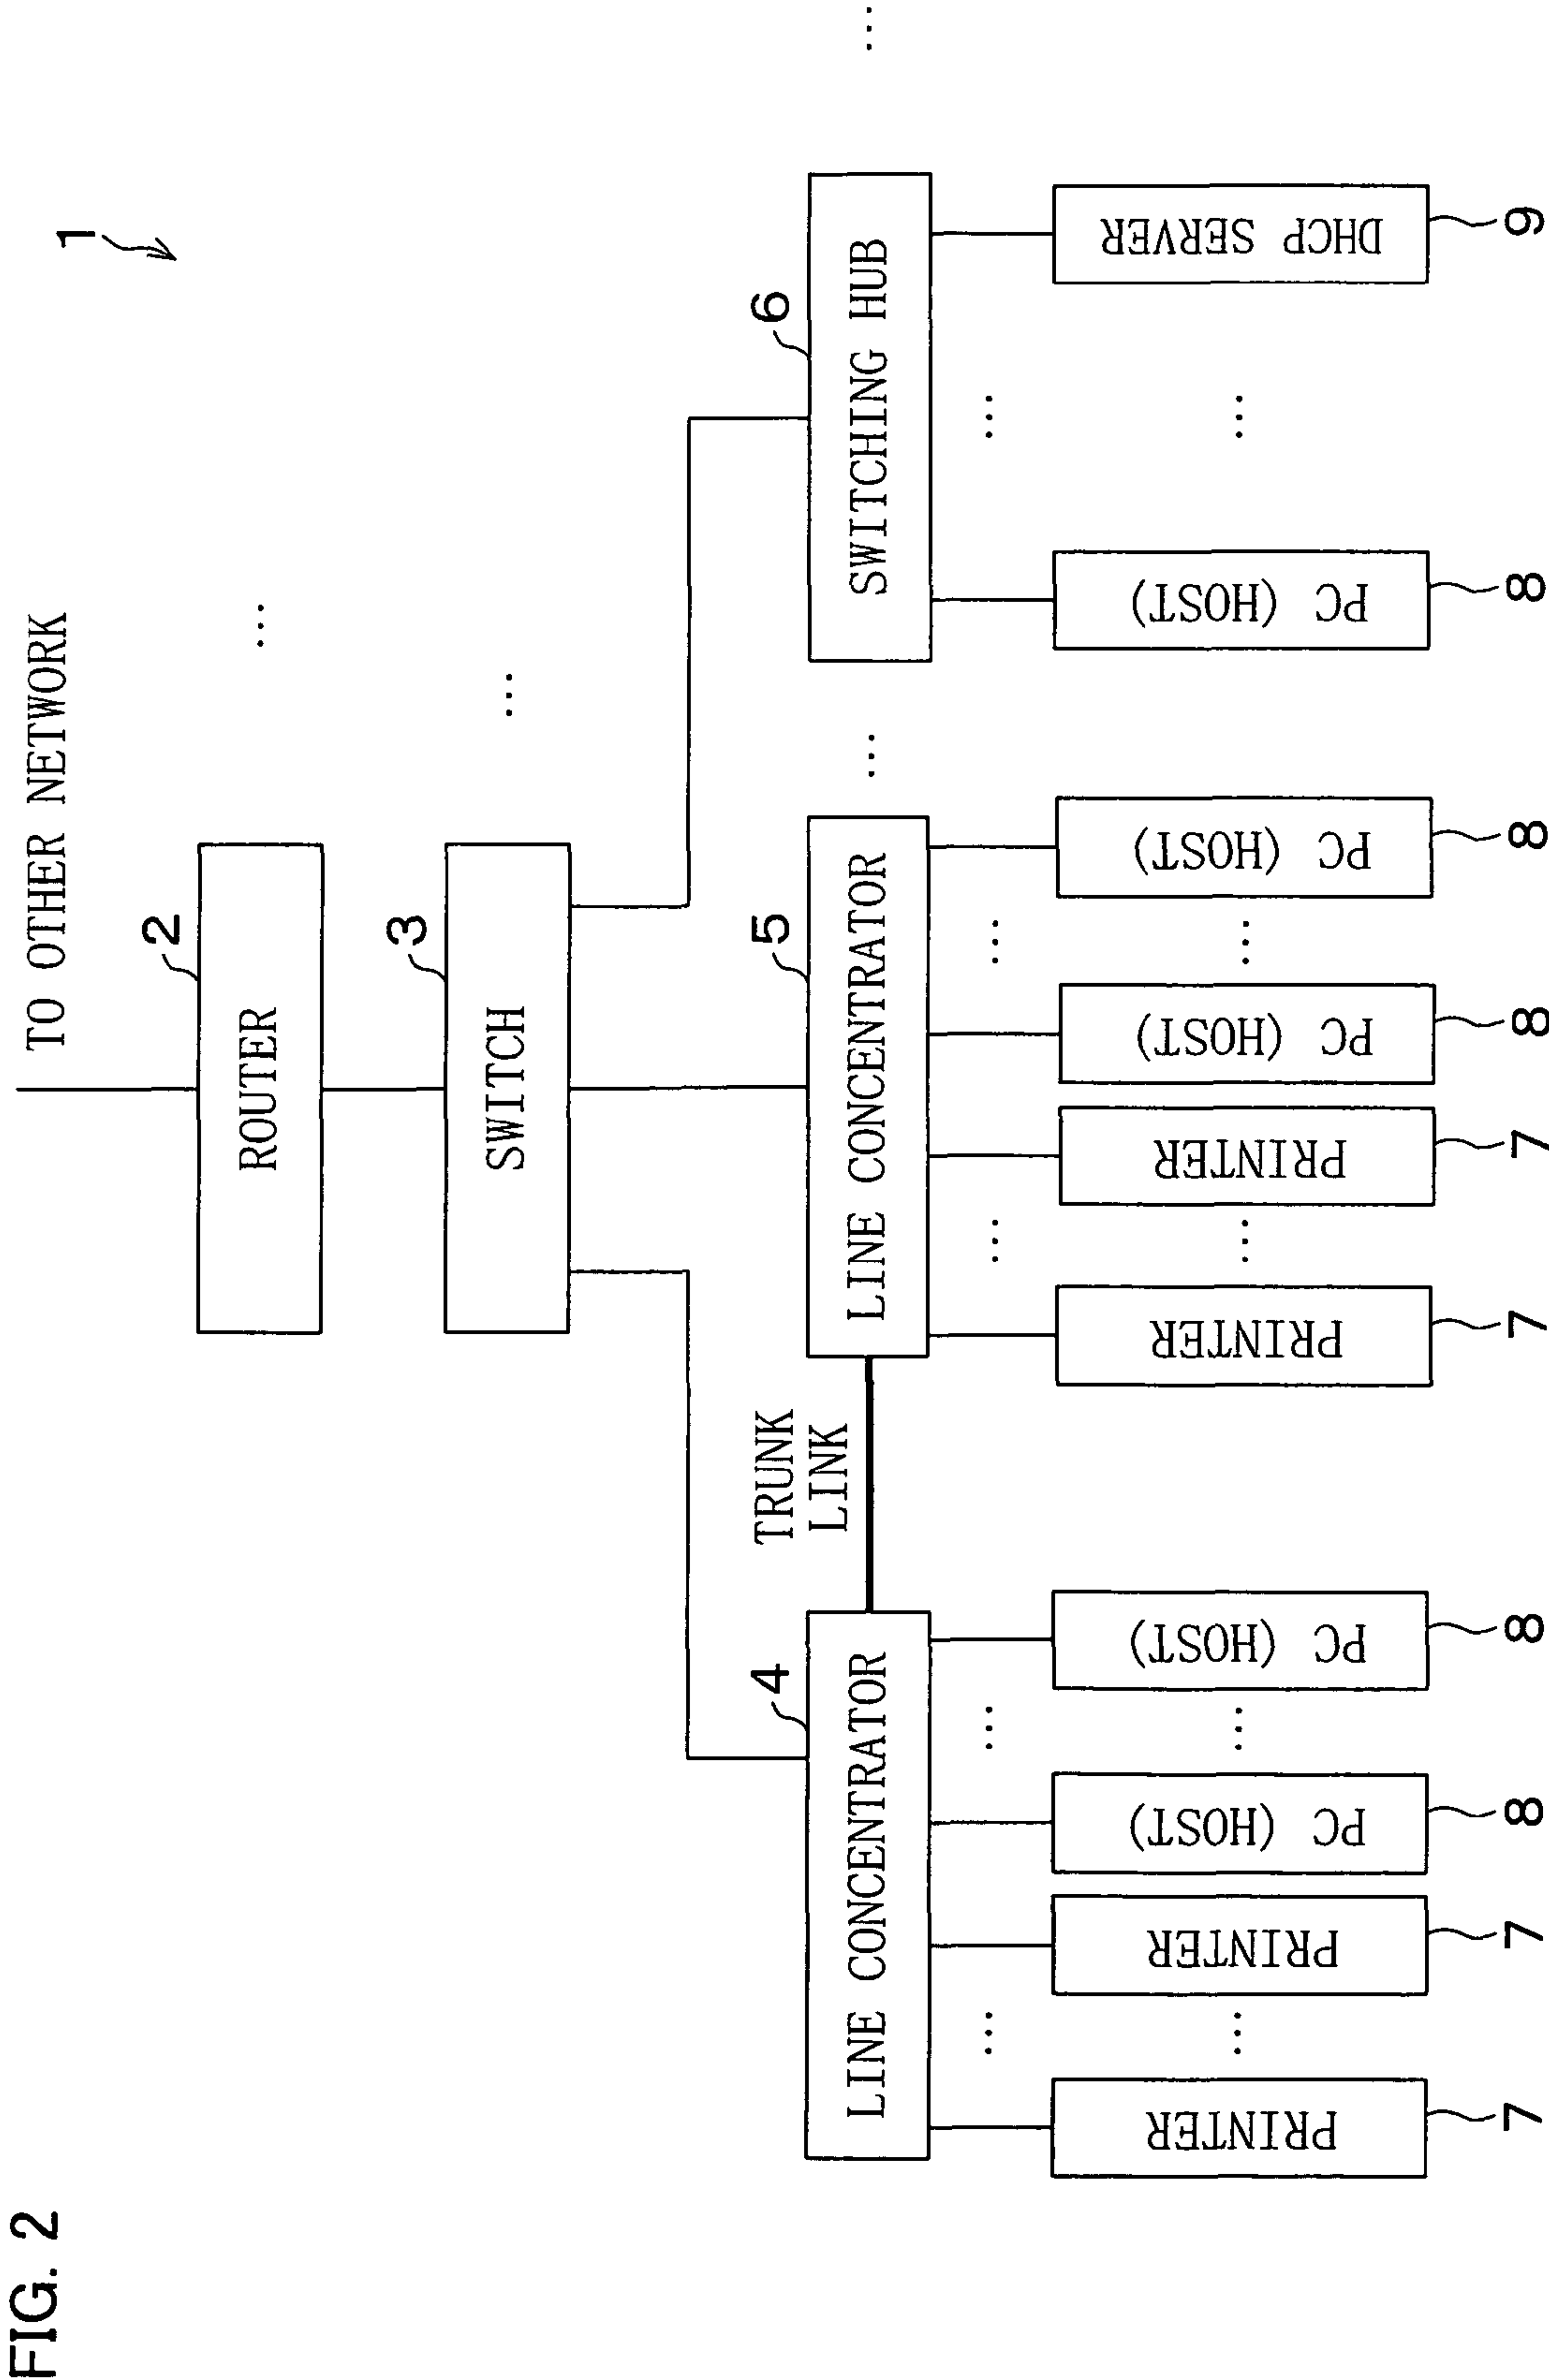 FIG. 2
TO OTHER NETWORK
1
2
ROUTER
...
3
SWITCH
...
4
LINE CONCENTRATOR
TRUNK
LINK
5
LINE CONCENTRATOR
...
6
SWITCHING HUB
...
... ... ... ... ...
PRINTER
...
PRINTER
PC (HOST)
...
PC (HOST)
PRINTER
...
PRINTER
PC (HOST)
...
PC (HOST)
PC (HOST)
...
DHCP SERVER
7 7 8 8 7 7 8 8 8 9